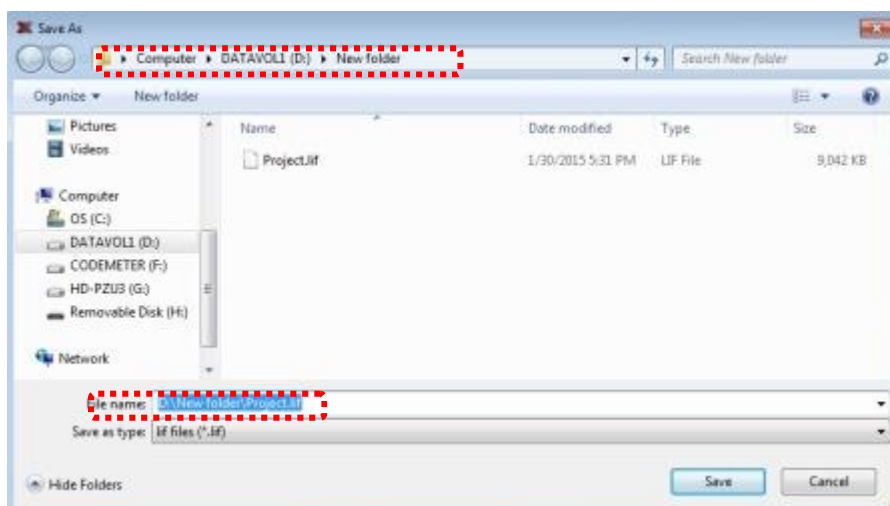 Save As
Computer ▸ DATAVOL1 (D:) ▸ New folder
Search New folder
Organize ▾ New folder
Pictures
Videos
Computer
OS (C:)
DATAVOL1 (D:)
CODEMETER (F:)
HD-PZU3 (G:)
Removable Disk (H:)
Network
Name Date modified Type Size
Project.lif 1/30/2015 5:31 PM LIF File 9,042 KB
File name: D:\New folder\Project.lif
Save as type: lif files (*.lif)
Hide Folders
Save Cancel